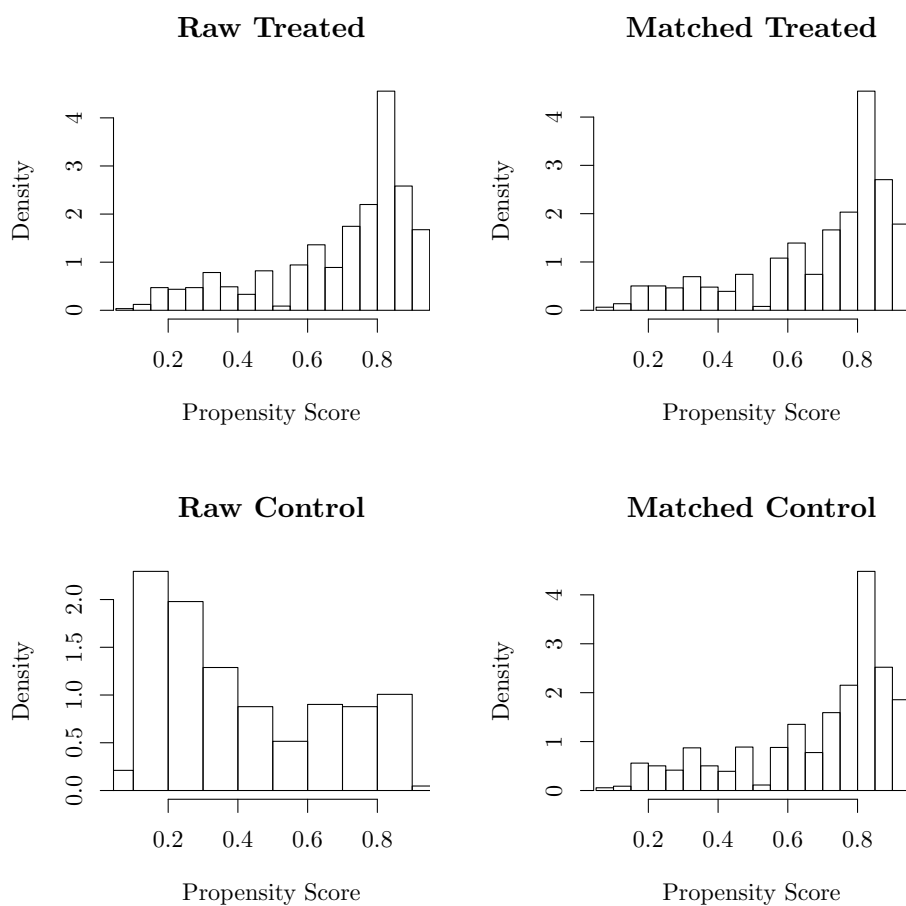 Raw Treated
Density
0 1 2 3 4
0.2 0.4 0.6 0.8
Propensity Score
Matched Treated
Density
0 1 2 3 4
0.2 0.4 0.6 0.8
Propensity Score
Raw Control
Density
0.0 0.5 1.0 1.5 2.0
0.2 0.4 0.6 0.8
Propensity Score
Matched Control
Density
0 1 2 3 4
0.2 0.4 0.6 0.8
Propensity Score